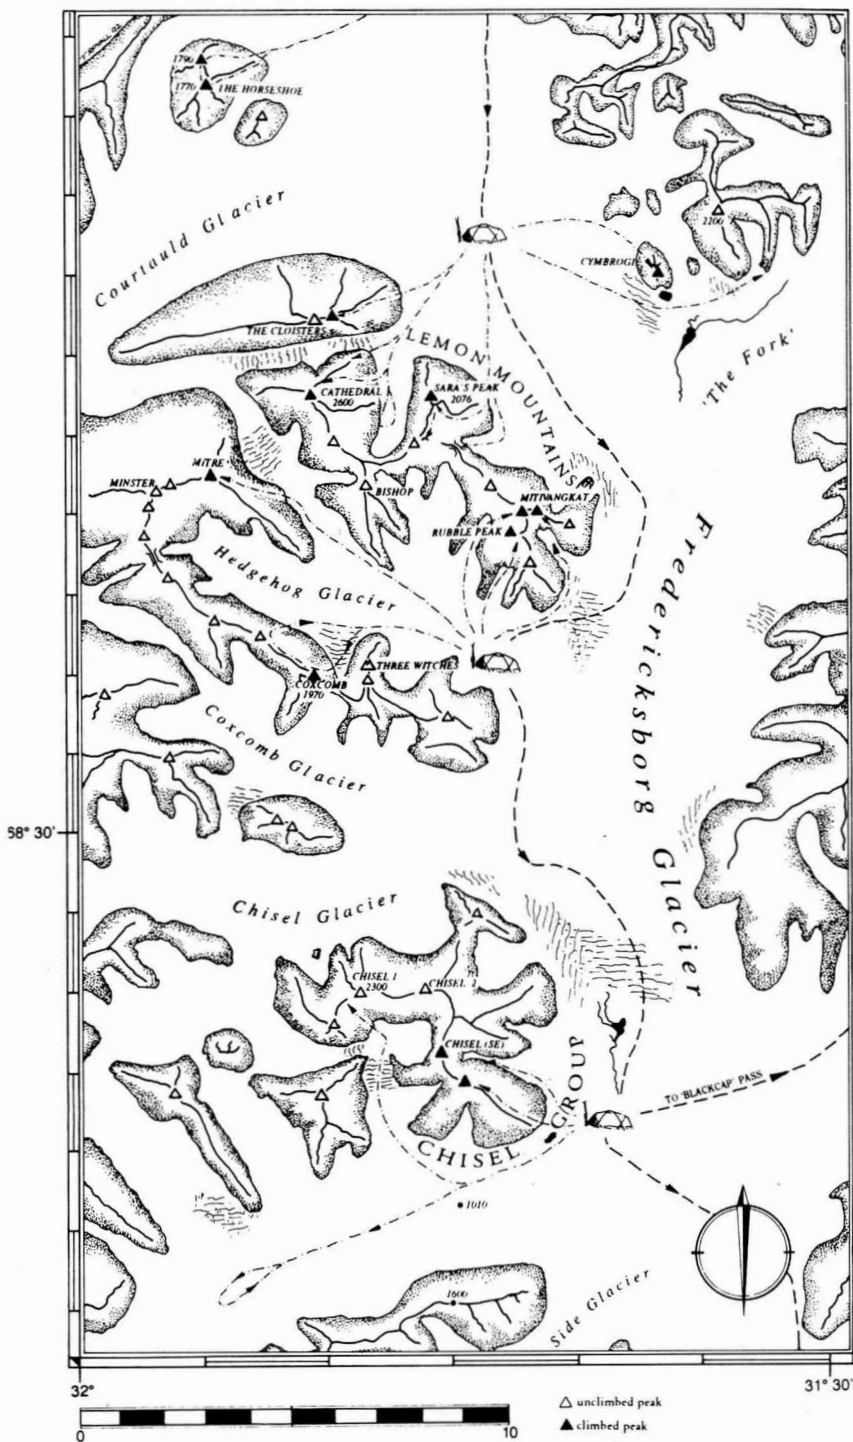 1790
1770 THE HORSESHOE
Courtauld Glacier
2200
CYMBROGI
THE CLOISTERS
'The Fork'
LEMON MOUNTAINS
CATHEDRAL
2600
SARA'S PEAK
2076
MITRE
MINSTER
BISHOP
MITIVANGKAT
RUBBLE PEAK
Fredericksborg Glacier
Hedgehog Glacier
THREE WITCHES
COXCOMB
1970
Coxcomb Glacier
58° 30'
Chisel Glacier
CHISEL 1
2300
CHISEL 2
CHISEL (SE)
CHISEL GROUP
TO 'BLACKCAP' PASS
1010
1600
Side Glacier
32°
31° 30'
0
10
unclimbed peak
climbed peak